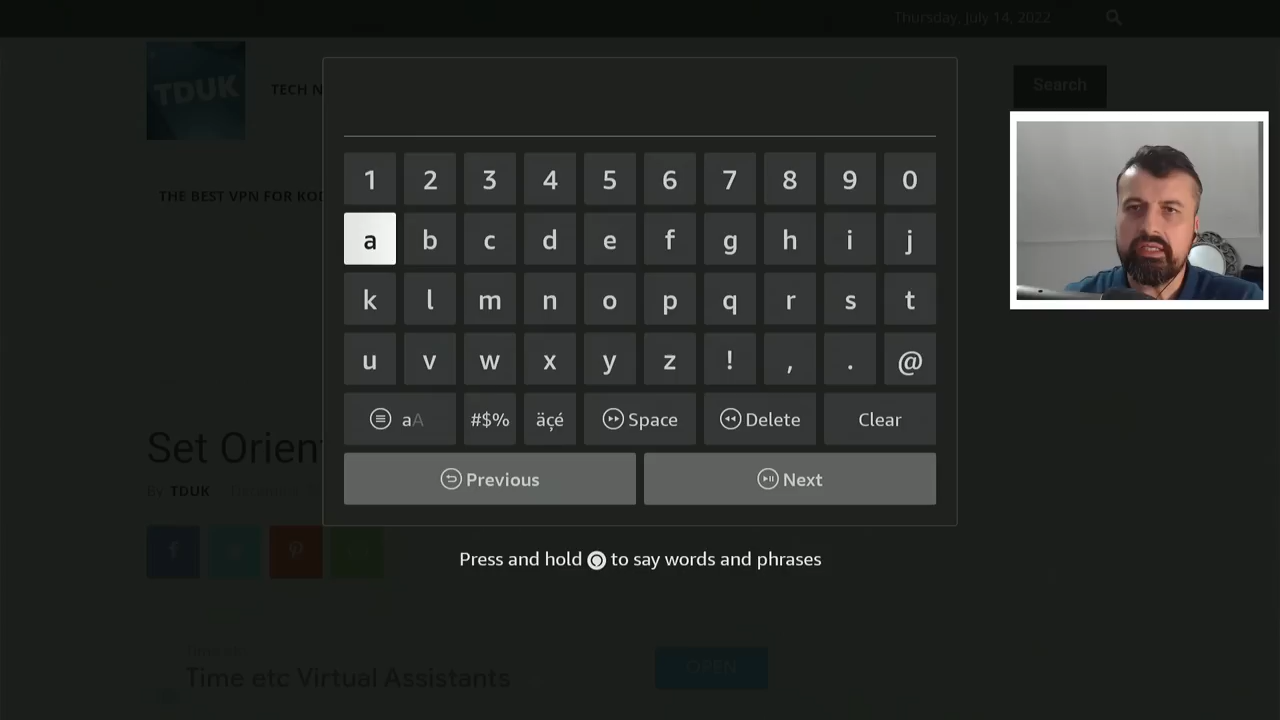 Thursday, July 14, 2022
TDUK
TECH N
Search
THE BEST VPN FOR KOD
1 2 3 4 5 6 7 8 9 0
a b c d e f g h i j
k l m n o p q r s t
u v w x y z ! , . @
aA #$% äçé Space Delete Clear
Previous Next
Set Orient
By TDUK
Press and hold to say words and phrases
Time etc Virtual Assistants
OPEN